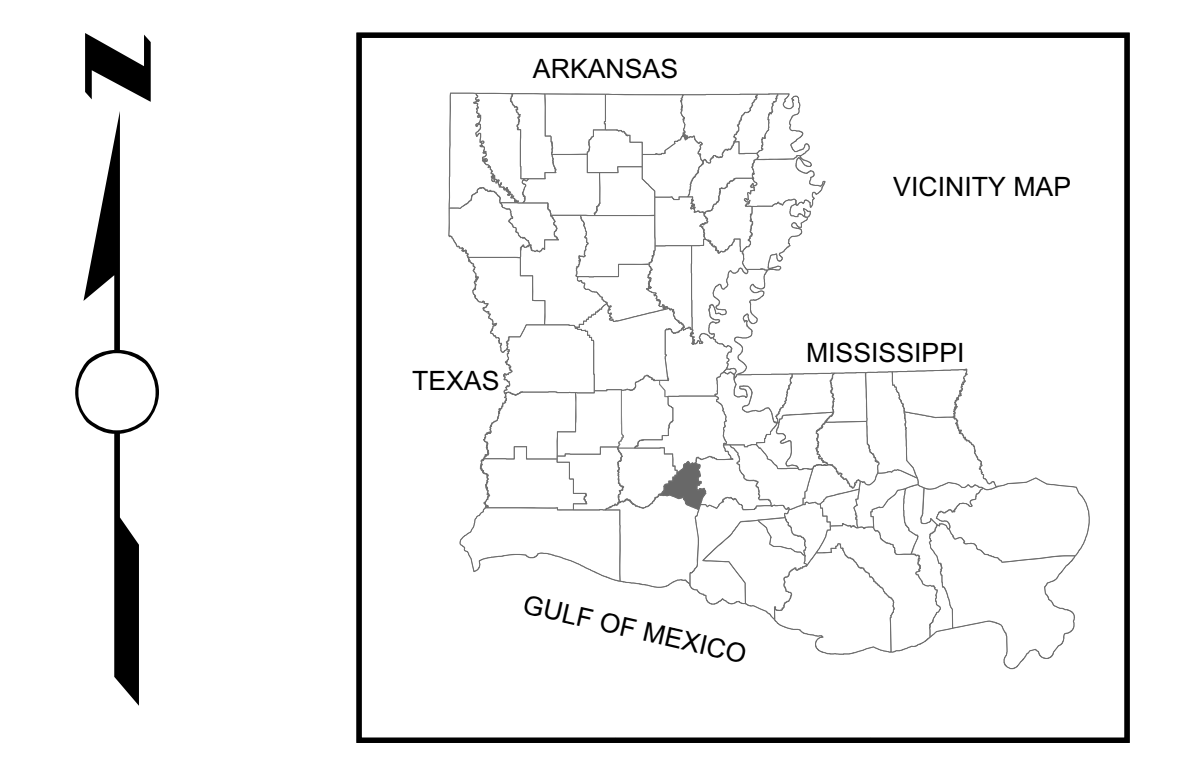 N
ARKANSAS
VICINITY MAP
MISSISSIPPI
TEXAS
GULF OF MEXICO